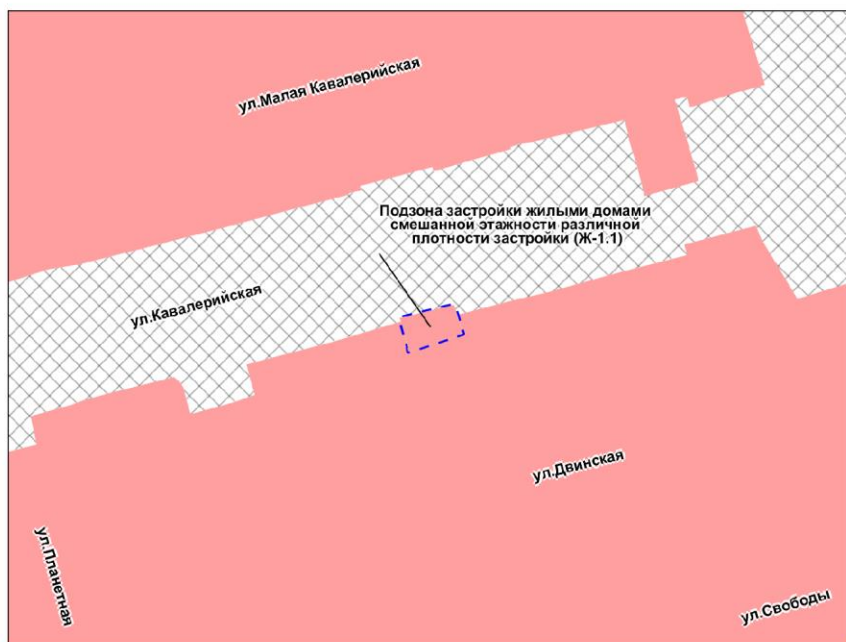 ул.Малая Кавалерийская
Подзона застройки жилыми домами
смешанной этажности различной
плотности застройки (Ж-1.1)
ул.Кавалерийская
ул.Двинская
ул.Планетная
ул.Свободы